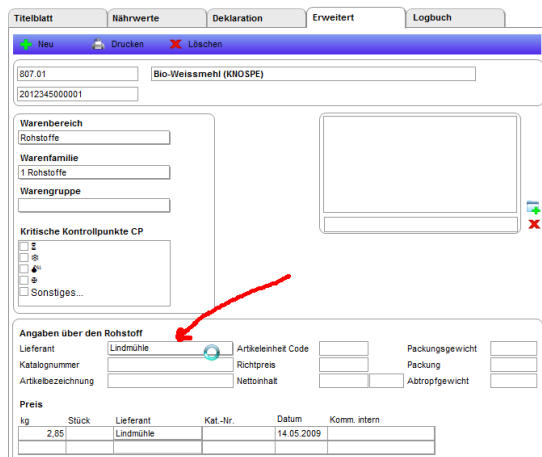 Titelblatt Nährwerte Deklaration Erweitert Logbuch
Neu Drucken Löschen
807.01 Bio-Weissmehl (KNOSPE)
2012345000001
Warenbereich
Rohstoffe
Warenfamilie
1 Rohstoffe
Warengruppe
Kritische Kontrollpunkte CP
Sonstiges...
Angaben über den Rohstoff
Lieferant Lindmühle Artikeleinheit Code Packungsgewicht
Katalognummer Richtpreis Packung
Artikelbezeichnung Nettoinhalt Abtropfgewicht
Preis
kg Stück Lieferant Kat.-Nr. Datum Komm. intern
2,85 Lindmühle 14.05.2009